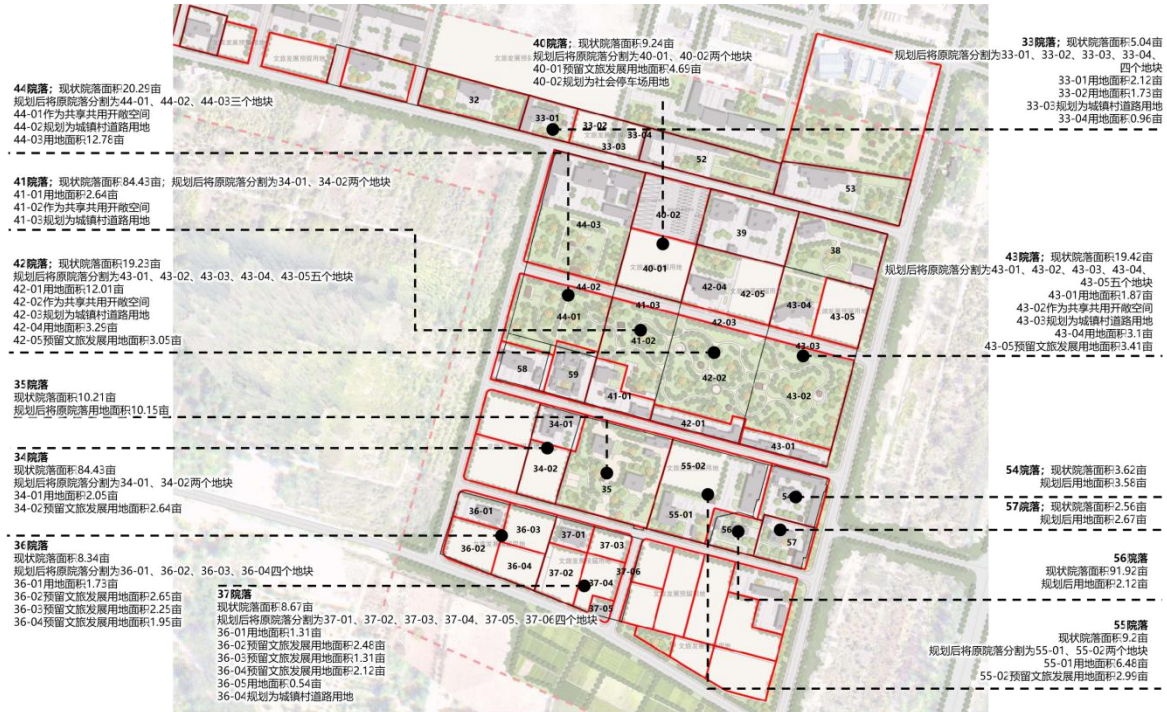 40院落；现状院落面积9.24亩
规划后将原院落分割为40-01、40-02两个地块
40-01预留文旅发展用地面积4.69亩
40-02规划为社会停车场用地
33院落；现状院落面积5.04亩
规划后将原院落分割为33-01、33-02、33-03、33-04、
四个地块
33-01用地面积2.12亩
33-02用地面积1.73亩
33-03规划为城镇村道路用地
33-04用地面积0.96亩
44院落；现状院落面积20.29亩
规划后将原院落分割为44-01、44-02、44-03三个地块
44-01作为共享共用开敞空间
44-02规划为城镇村道路用地
44-03用地面积12.78亩
41院落；现状院落面积84.43亩；规划后将原院落分割为34-01、34-02两个地块
41-01用地面积2.64亩
41-02作为共享共用开敞空间
41-03规划为城镇村道路用地
42院落；现状院落面积19.23亩
规划后将原院落分割为43-01、43-02、43-03、43-04、43-05五个地块
42-01用地面积12.01亩
42-02作为共享共用开敞空间
42-03规划为城镇村道路用地
42-04用地面积3.29亩
42-05预留文旅发展用地面积3.05亩
43院落；现状院落面积19.42亩
规划后将原院落分割为43-01、43-02、43-03、43-04、
43-05五个地块
43-01用地面积1.87亩
43-02作为共享共用开敞空间
43-03规划为城镇村道路用地
43-04用地面积3.1亩
43-05预留文旅发展用地面积3.41亩
35院落
现状院落面积10.21亩
规划后将原院落用地面积10.15亩
34院落
现状院落面积84.43亩
规划后将原院落分割为34-01、34-02两个地块
34-01用地面积2.05亩
34-02预留文旅发展用地面积2.64亩
54院落；现状院落面积3.62亩
规划后用地面积3.58亩
57院落；现状院落面积2.56亩
规划后用地面积2.67亩
36院落
现状院落面积8.34亩
规划后将原院落分割为36-01、36-02、36-03、36-04四个地块
36-01用地面积1.73亩
36-02预留文旅发展用地面积2.65亩
36-03预留文旅发展用地面积2.25亩
36-04预留文旅发展用地面积1.95亩
37院落
现状院落面积8.67亩
规划后将原院落分割为37-01、37-02、37-03、37-04、37-05、37-06四个地块
36-01用地面积1.31亩
36-02预留文旅发展用地面积2.48亩
36-03预留文旅发展用地面积1.31亩
36-04预留文旅发展用地面积2.12亩
36-05用地面积0.54亩
36-04规划为城镇村道路用地
56院落
现状院落面积91.92亩
规划后用地面积2.12亩
55院落
现状院落面积9.2亩
规划后将原院落分割为55-01、55-02两个地块
55-01用地面积6.48亩
55-02预留文旅发展用地面积2.99亩
32
33-01
33-02
33-04
33-03
52
53
44-03
40-02
39
38
40-01
44-02
41-03
42-04
42-05
43-04
43-05
44-01
41-02
42-03
43-03
42-02
43-02
58
59
41-01
42-01
43-01
34-01
34-02
35
55-02
55-01
54
56
57
36-01
36-03
36-02
36-04
37-01
37-03
37-02
37-04
37-06
37-05